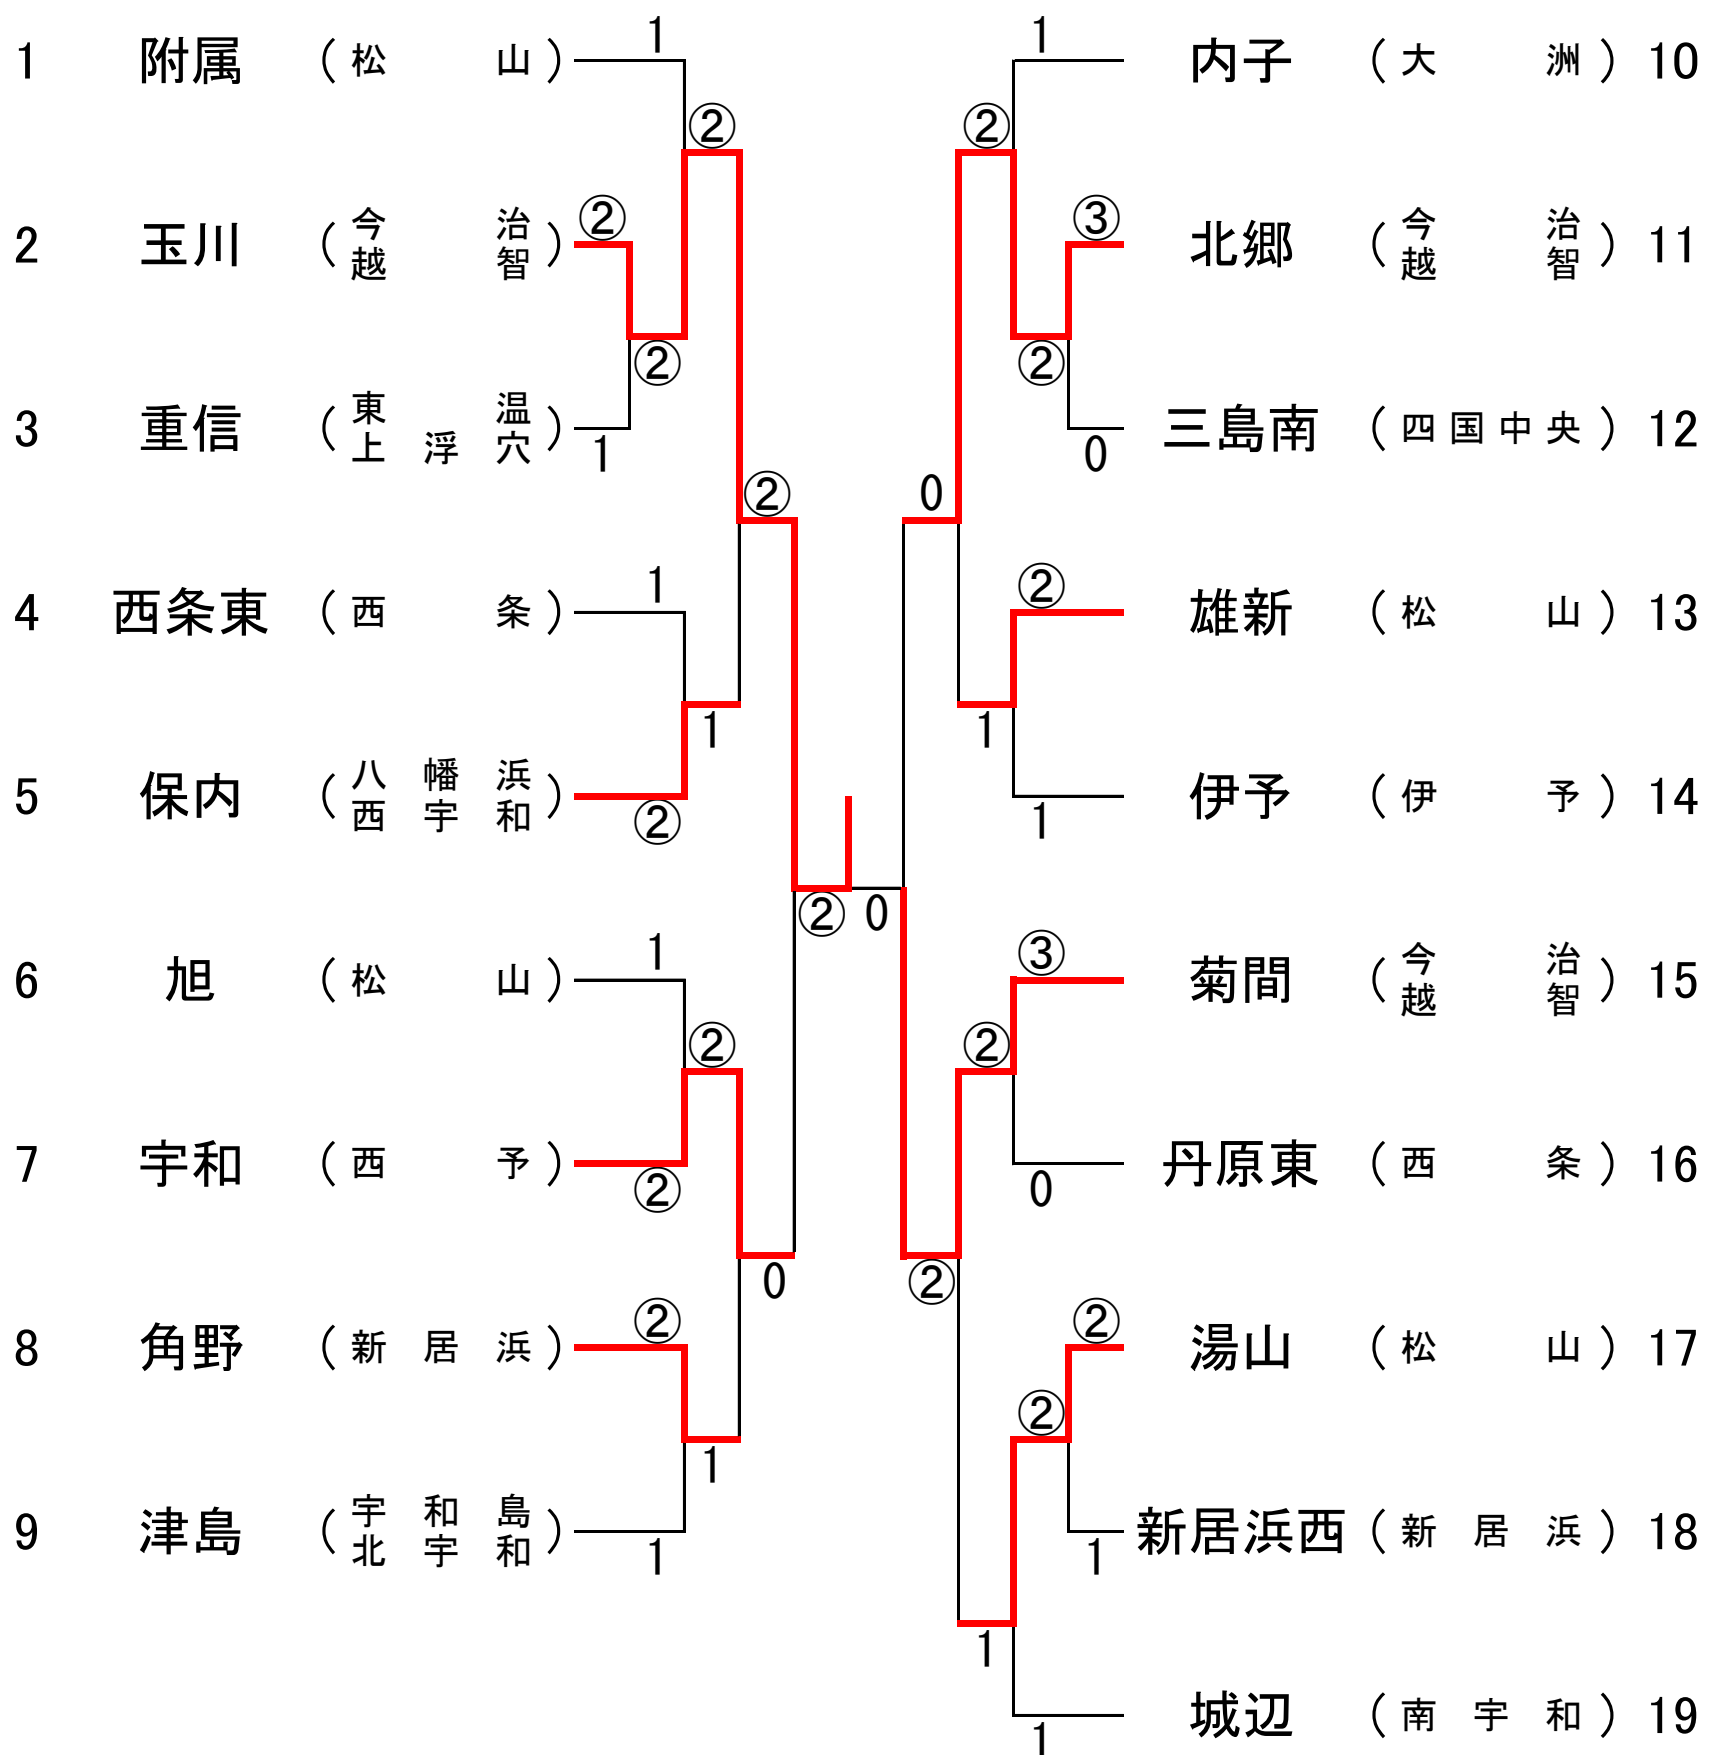 1 附属 (松山) 1
2 玉川 (今治越智) ②
3 重信 (東温上浮穴) 1
4 西条東 (西条) 1
5 保内 (八幡浜西宇和) ②
6 旭 (松山) 1
7 宇和 (西予) ②
8 角野 (新居浜) ②
9 津島 (宇和島北宇和) 1
②
②
②
1
②
0
1
②
0
1 内子 (大洲) 10
③ 北郷 (今治越智) 11
0 三島南 (四国中央) 12
② 雄新 (松山) 13
1 伊予 (伊予) 14
③ 菊間 (今治越智) 15
0 丹原東 (西条) 16
② 湯山 (松山) 17
1 新居浜西 (新居浜) 18
1 城辺 (南宇和) 19
②
②
0
1
②
②
②
1